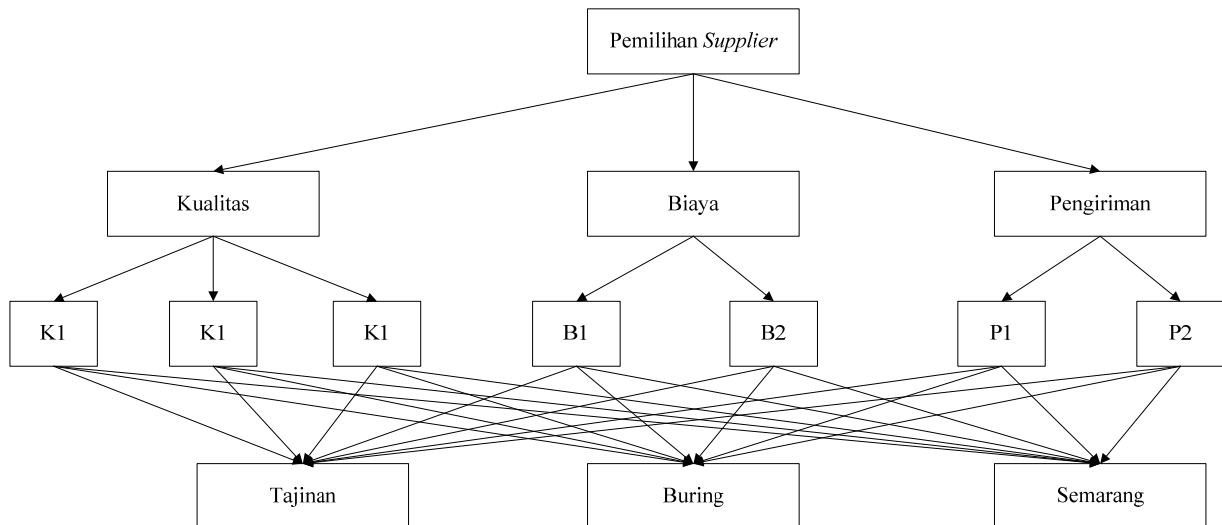 Pemilihan Supplier
Kualitas
Biaya
Pengiriman
K1
K1
K1
B1
B2
P1
P2
Tajinan
Buring
Semarang